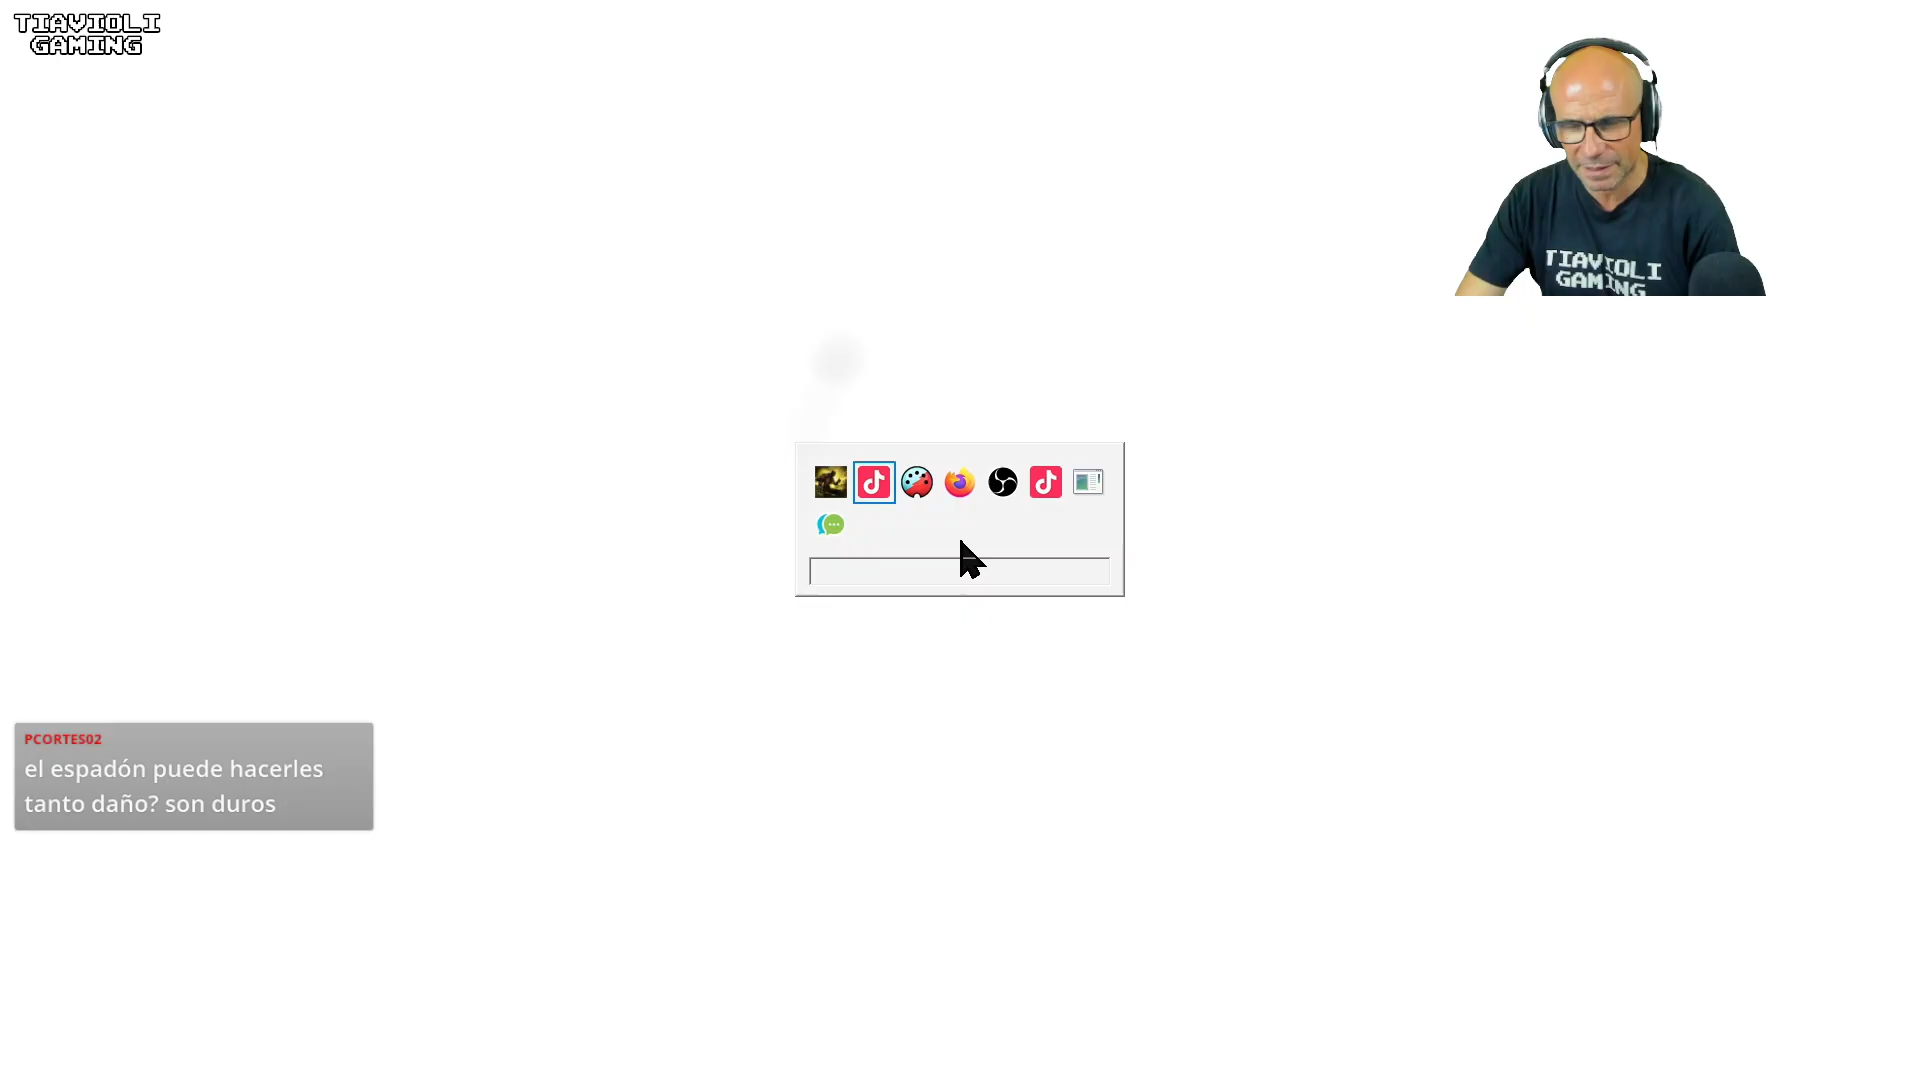 TIAVIOLI
GAMING
TIAVIOLI
GAMING
PCORTES02
el espadón puede hacerles
tanto daño? son duros